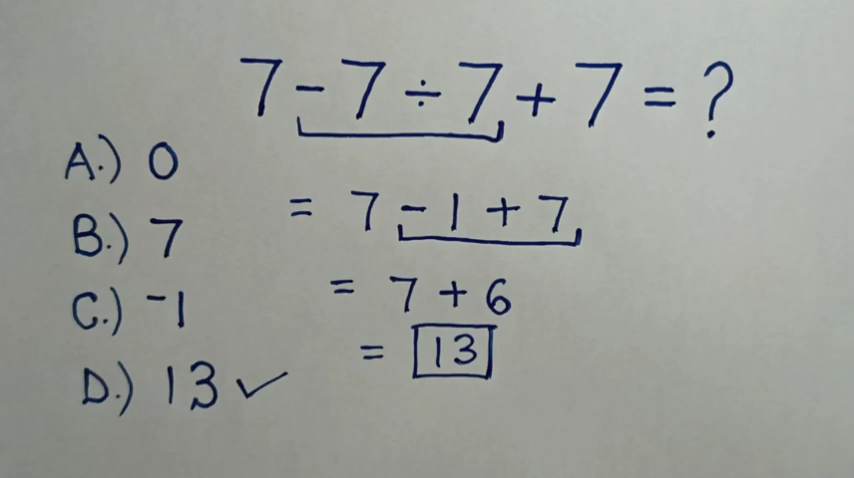 7 - 7 ÷ 7 + 7 = ?
A.) 0
= 7 - 1 + 7
B.) 7
= 7 + 6
C.) -1
= 13
D.) 13 ✓